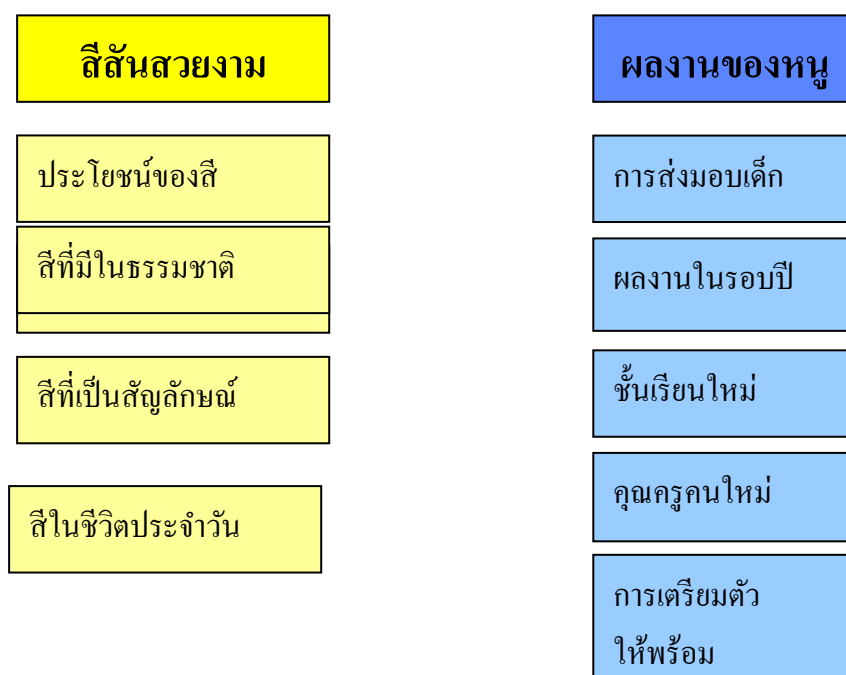 สีสันสวยงาม
ประโยชน์ของสี
สีที่มีในธรรมชาติ
สีที่เป็นสัญลักษณ์
สีในชีวิตประจำวัน
ผลงานของหนู
การส่งมอบเด็ก
ผลงานในรอบปี
ชั้นเรียนใหม่
คุณครูคนใหม่
การเตรียมตัว
ให้พร้อม